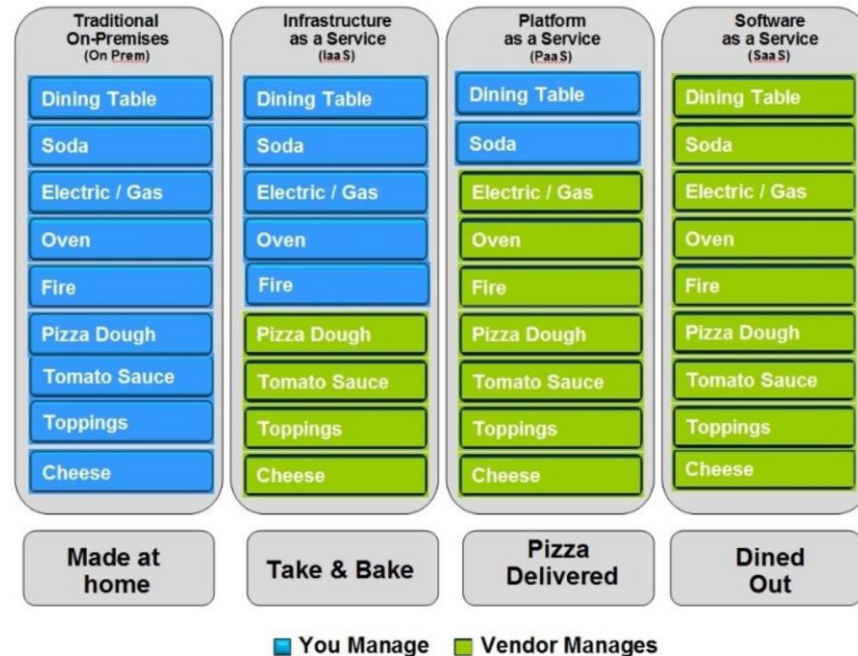 Traditional
On-Premises
(On Prem)
Dining Table
Soda
Electric / Gas
Oven
Fire
Pizza Dough
Tomato Sauce
Toppings
Cheese
Made at
home
Infrastructure
as a Service
(IaaS)
Dining Table
Soda
Electric / Gas
Oven
Fire
Pizza Dough
Tomato Sauce
Toppings
Cheese
Take & Bake
Platform
as a Service
(PaaS)
Dining Table
Soda
Electric / Gas
Oven
Fire
Pizza Dough
Tomato Sauce
Toppings
Cheese
Pizza
Delivered
Software
as a Service
(SaaS)
Dining Table
Soda
Electric / Gas
Oven
Fire
Pizza Dough
Tomato Sauce
Toppings
Cheese
Dined
Out
You Manage
Vendor Manages